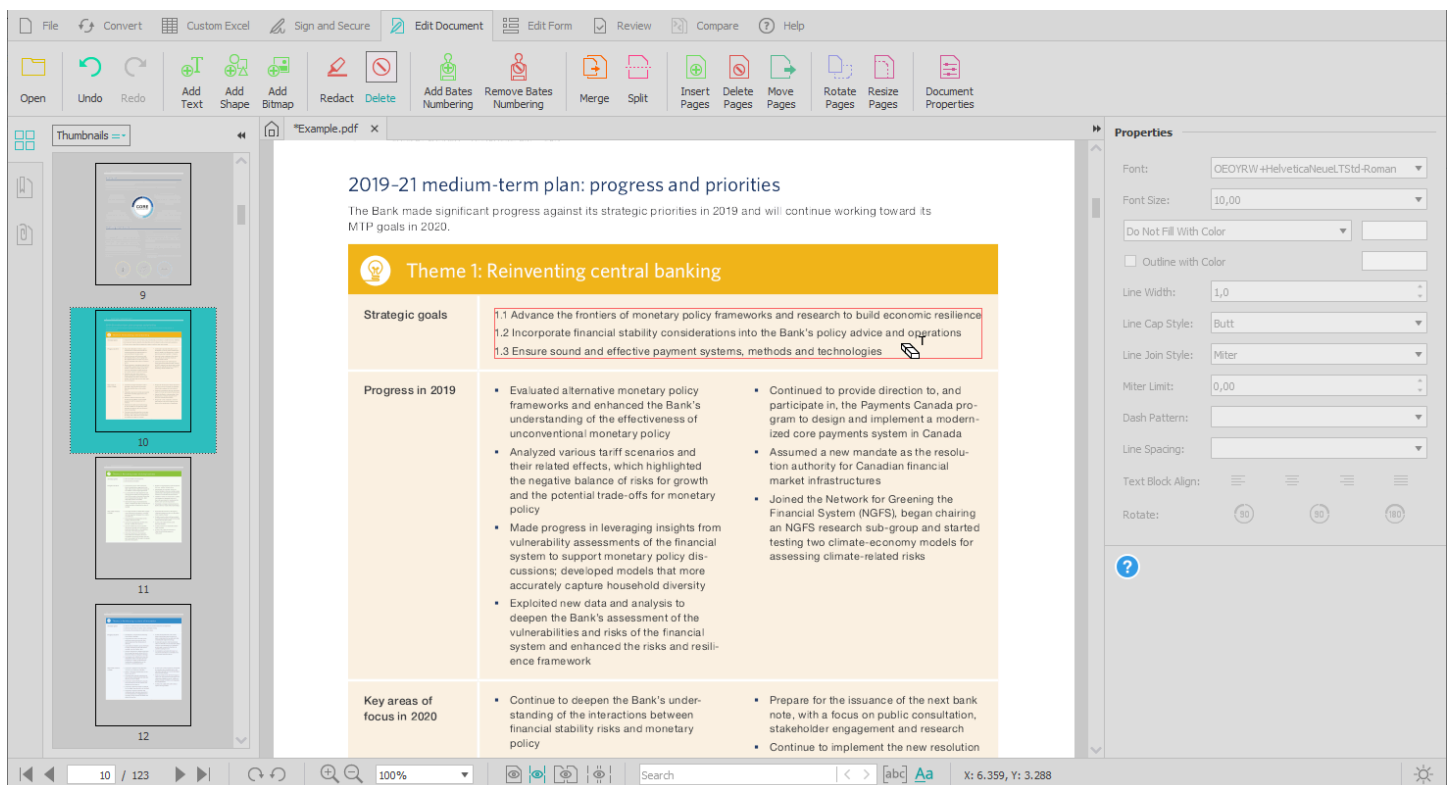 File Convert Custom Excel Sign and Secure Edit Document Edit Form Review Compare Help
Open Undo Redo Add Text Add Shape Add Bitmap Redact Delete Add Bates Numbering Remove Bates Numbering Merge Split Insert Pages Delete Pages Move Pages Rotate Pages Resize Pages Document Properties
Thumbnails
*Example.pdf
9
10
11
12
2019–21 medium-term plan: progress and priorities
The Bank made significant progress against its strategic priorities in 2019 and will continue working toward its
MTP goals in 2020.
Theme 1: Reinventing central banking
Strategic goals
1.1 Advance the frontiers of monetary policy frameworks and research to build economic resilience
1.2 Incorporate financial stability considerations into the Bank's policy advice and operations
1.3 Ensure sound and effective payment systems, methods and technologies
Progress in 2019
▪ Evaluated alternative monetary policy
frameworks and enhanced the Bank's
understanding of the effectiveness of
unconventional monetary policy
▪ Analyzed various tariff scenarios and
their related effects, which highlighted
the negative balance of risks for growth
and the potential trade-offs for monetary
policy
▪ Made progress in leveraging insights from
vulnerability assessments of the financial
system to support monetary policy dis-
cussions; developed models that more
accurately capture household diversity
▪ Exploited new data and analysis to
deepen the Bank's assessment of the
vulnerabilities and risks of the financial
system and enhanced the risks and resili-
ence framework
▪ Continued to provide direction to, and
participate in, the Payments Canada pro-
gram to design and implement a modern-
ized core payments system in Canada
▪ Assumed a new mandate as the resolu-
tion authority for Canadian financial
market infrastructures
▪ Joined the Network for Greening the
Financial System (NGFS), began chairing
an NGFS research sub-group and started
testing two climate-economy models for
assessing climate-related risks
Key areas of
focus in 2020
▪ Continue to deepen the Bank's under-
standing of the interactions between
financial stability risks and monetary
policy
▪ Prepare for the issuance of the next bank
note, with a focus on public consultation,
stakeholder engagement and research
▪ Continue to implement the new resolution
Properties
Font: OEOYRW+HelveticaNeueLTStd-Roman
Font Size: 10,00
Do Not Fill With Color
Outline with Color
Line Width: 1,0
Line Cap Style: Butt
Line Join Style: Miter
Miter Limit: 0,00
Dash Pattern:
Line Spacing:
Text Block Align:
Rotate: 90 90 180
10 / 123 100% Search [abc] Aa X: 6.359, Y: 3.288